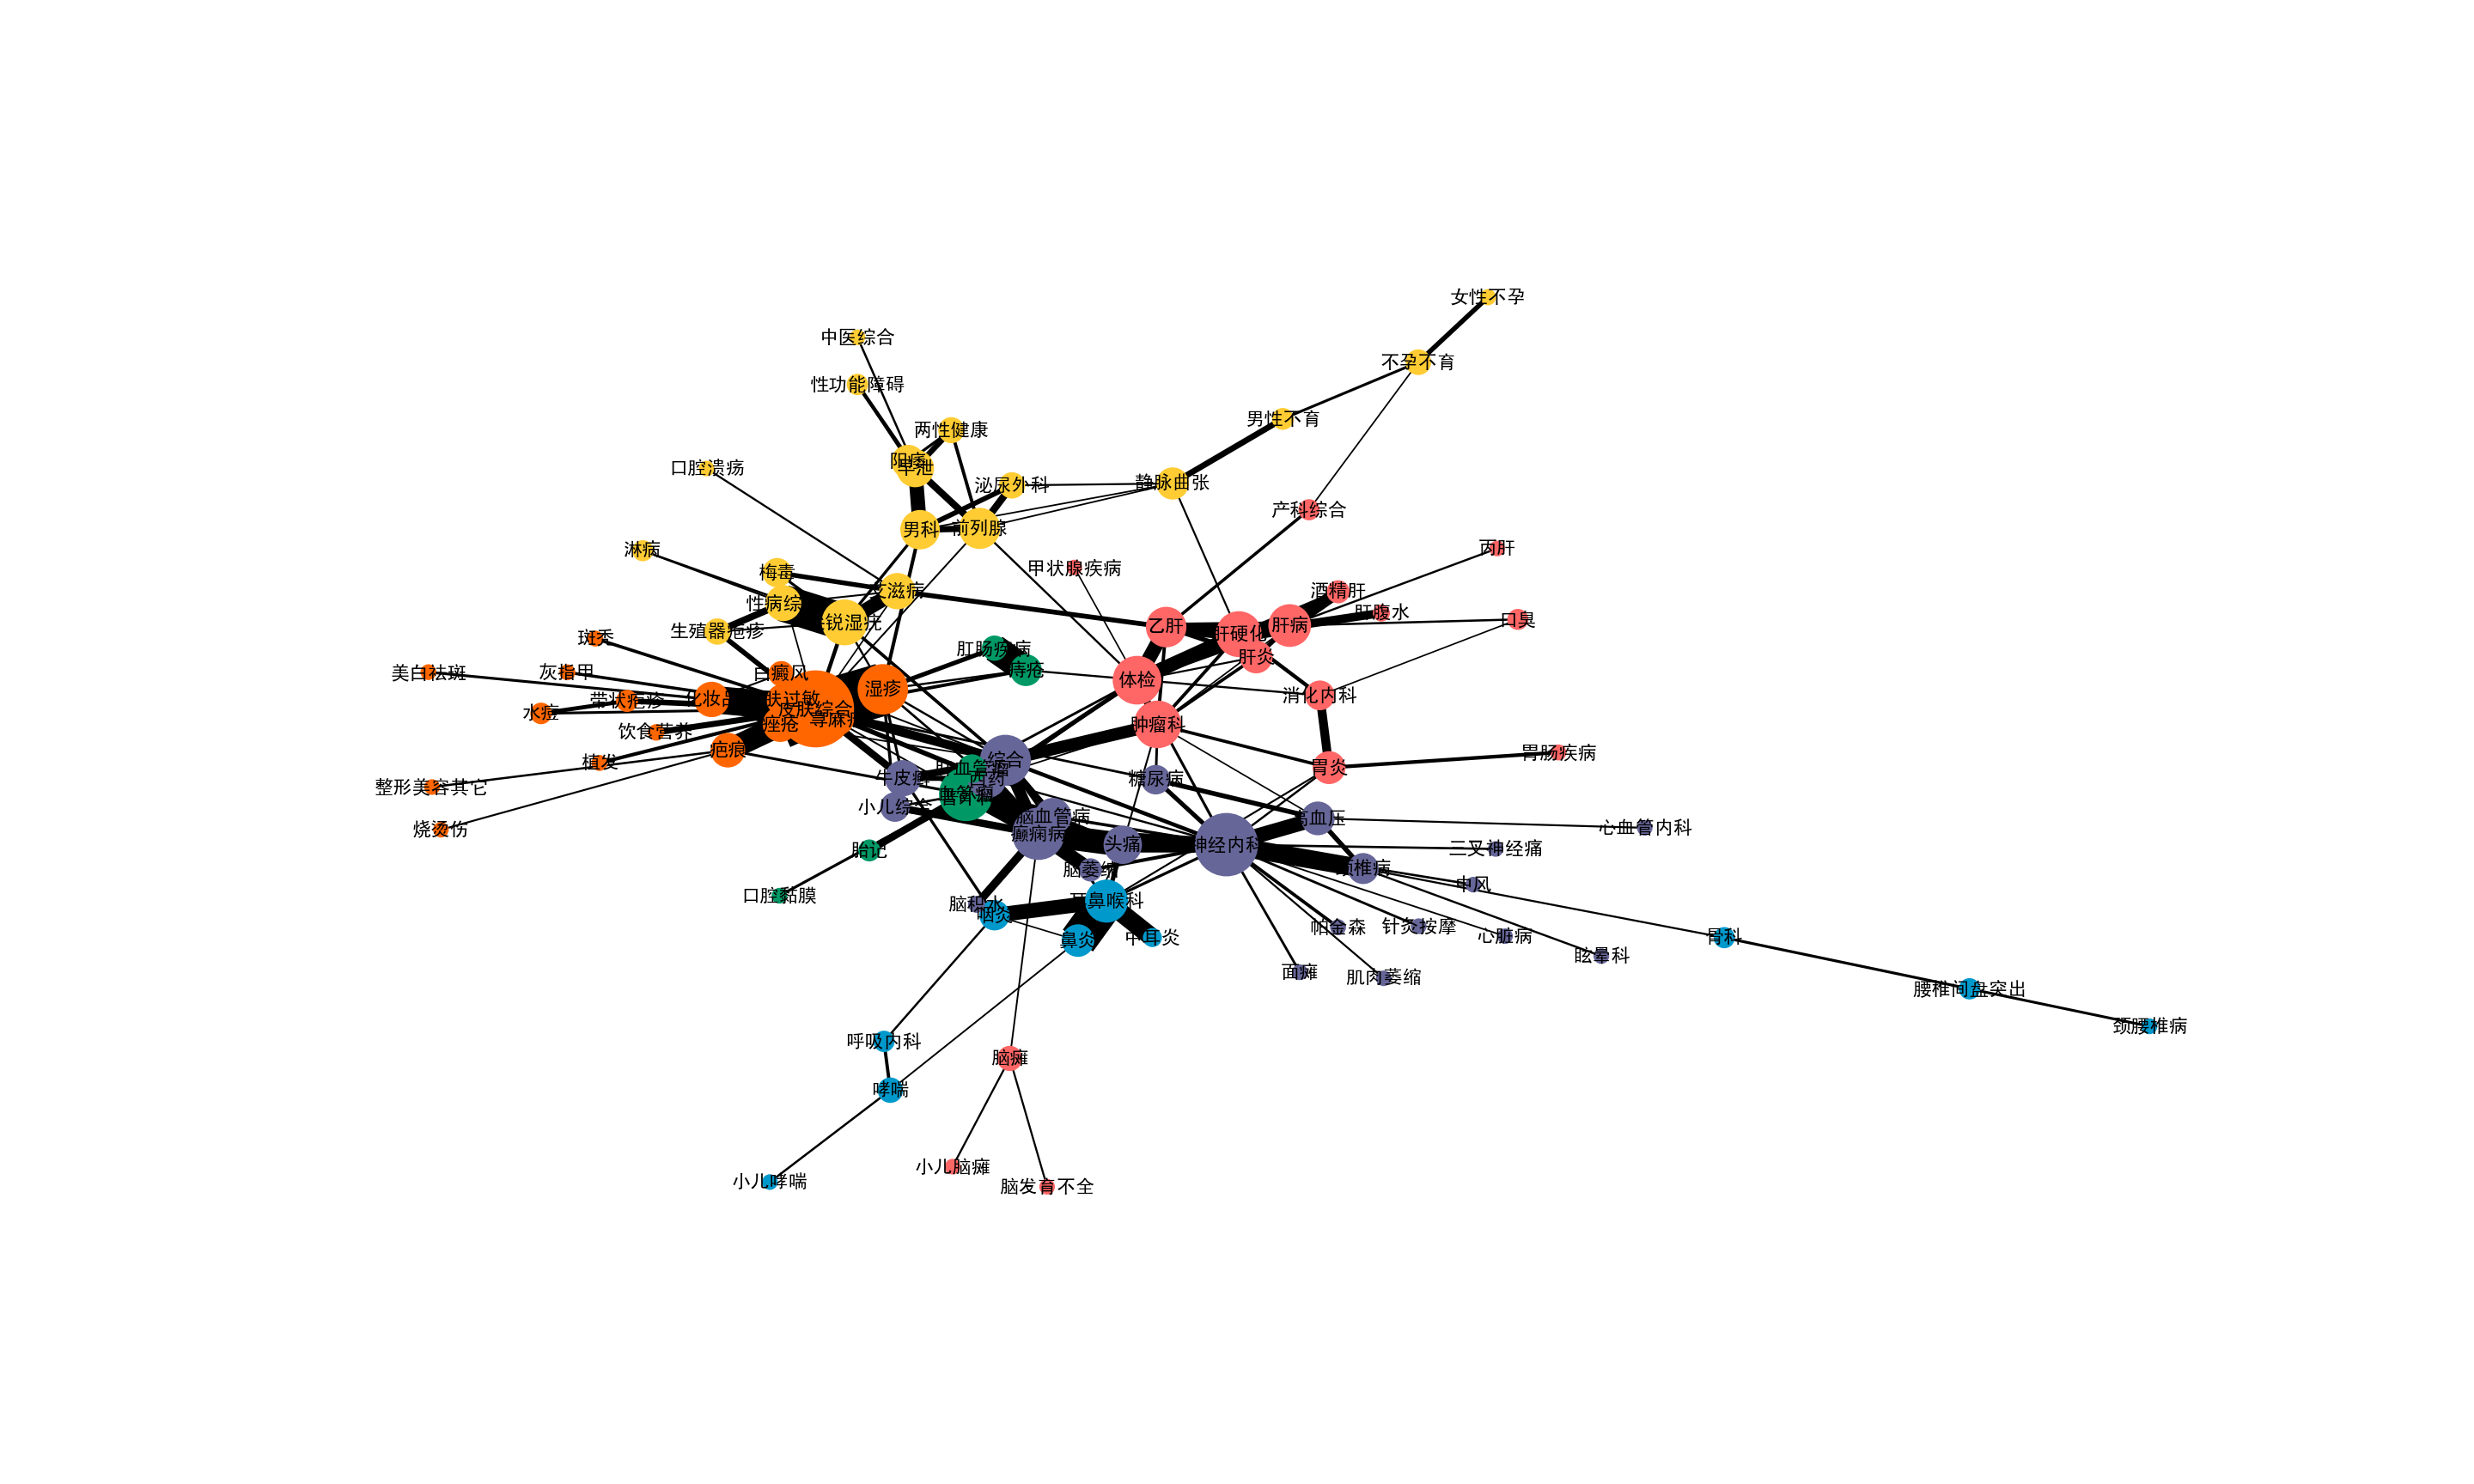 女性不孕
中医综合
不孕不育
性功能障碍
男性不育
两性健康
阳痿
早泄
口腔溃疡
静脉曲张
泌尿外科
产科综合
男科
前列腺
淋病
丙肝
甲状腺疾病
梅毒
艾滋病
酒精肝
性病综
肝腹水
口臭
尖锐湿疣
乙肝
肝病
生殖器疱疹
肝硬化
斑秃
肛肠疾病
肝炎
美白祛斑
灰指甲
白癜风
痔疮
体检
湿疹
消化内科
带状疱疹
化妆品
肤过敏
水痘
皮肤综合
荨麻疹
饮食营养
痤疮
肿瘤科
疤痕
胃肠疾病
植发
综合
胃炎
牛皮癣
糖尿病
西药
整形美容其它
血管瘤
小儿综合
脑血管病
高血压
烧烫伤
心血管内科
癫痫病
头痛
神经内科
三叉神经痛
胎记
脑萎缩
颈椎病
中风
口腔黏膜
耳鼻喉科
脑积水
咽炎
帕金森
针灸按摩
心脏病
骨科
鼻炎
中耳炎
眩晕科
面瘫
肌肉萎缩
腰椎间盘突出
颈腰椎病
呼吸内科
脑瘫
哮喘
小儿脑瘫
小儿哮喘
脑发育不全